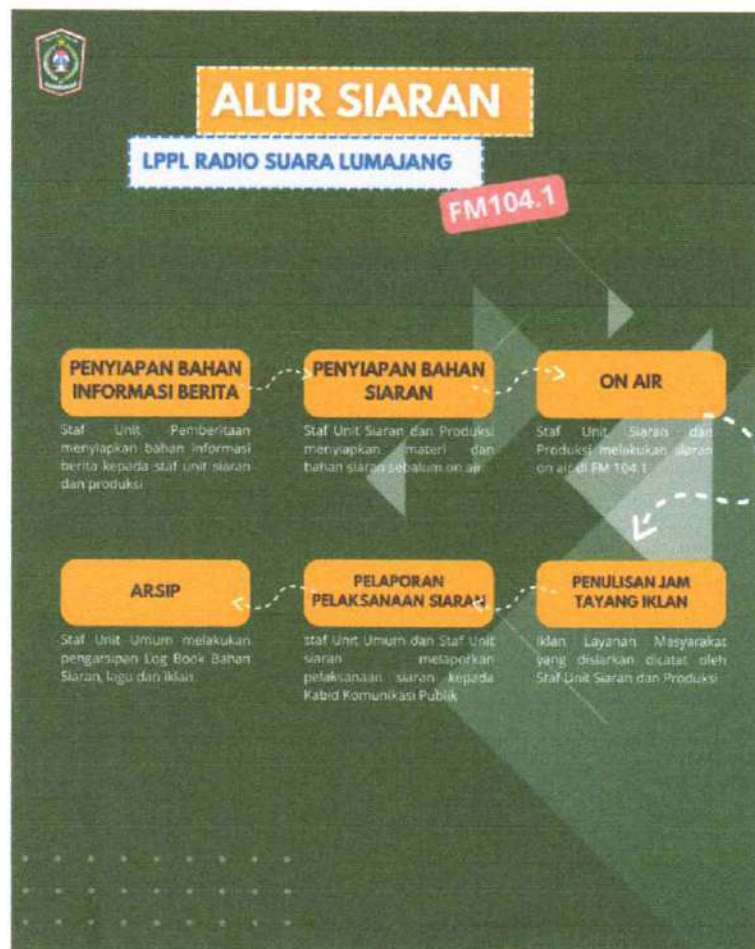 ALUR SIARAN
LPPL RADIO SUARA LUMAJANG
FM104.1
PENYIAPAN BAHAN
INFORMASI BERITA
Staf Unit Pemberitaan
menyiapkan bahan informasi
berita kepada staf unit siaran
dan produksi
PENYIAPAN BAHAN
SIARAN
Staf Unit Siaran dan Produksi
menyiapkan materi dan
bahan siaran sebelum on air
ON AIR
Staf Unit Siaran dan
Produksi melakukan siaran
on air di FM 104.1
PENULISAN JAM
TAYANG IKLAN
Iklan Layanan Masyarakat
yang disiarkan dicatat oleh
Staf Unit Siaran dan Produksi
PELAPORAN
PELAKSANAAN SIARAN
staf Unit Umum dan Staf Unit
siaran melaporkan
pelaksanaan siaran kepada
Kabid Komunikasi Publik
ARSIP
Staf Unit Umum melakukan
pengarsipan Log Book Bahan
Siaran, lagu dan iklan